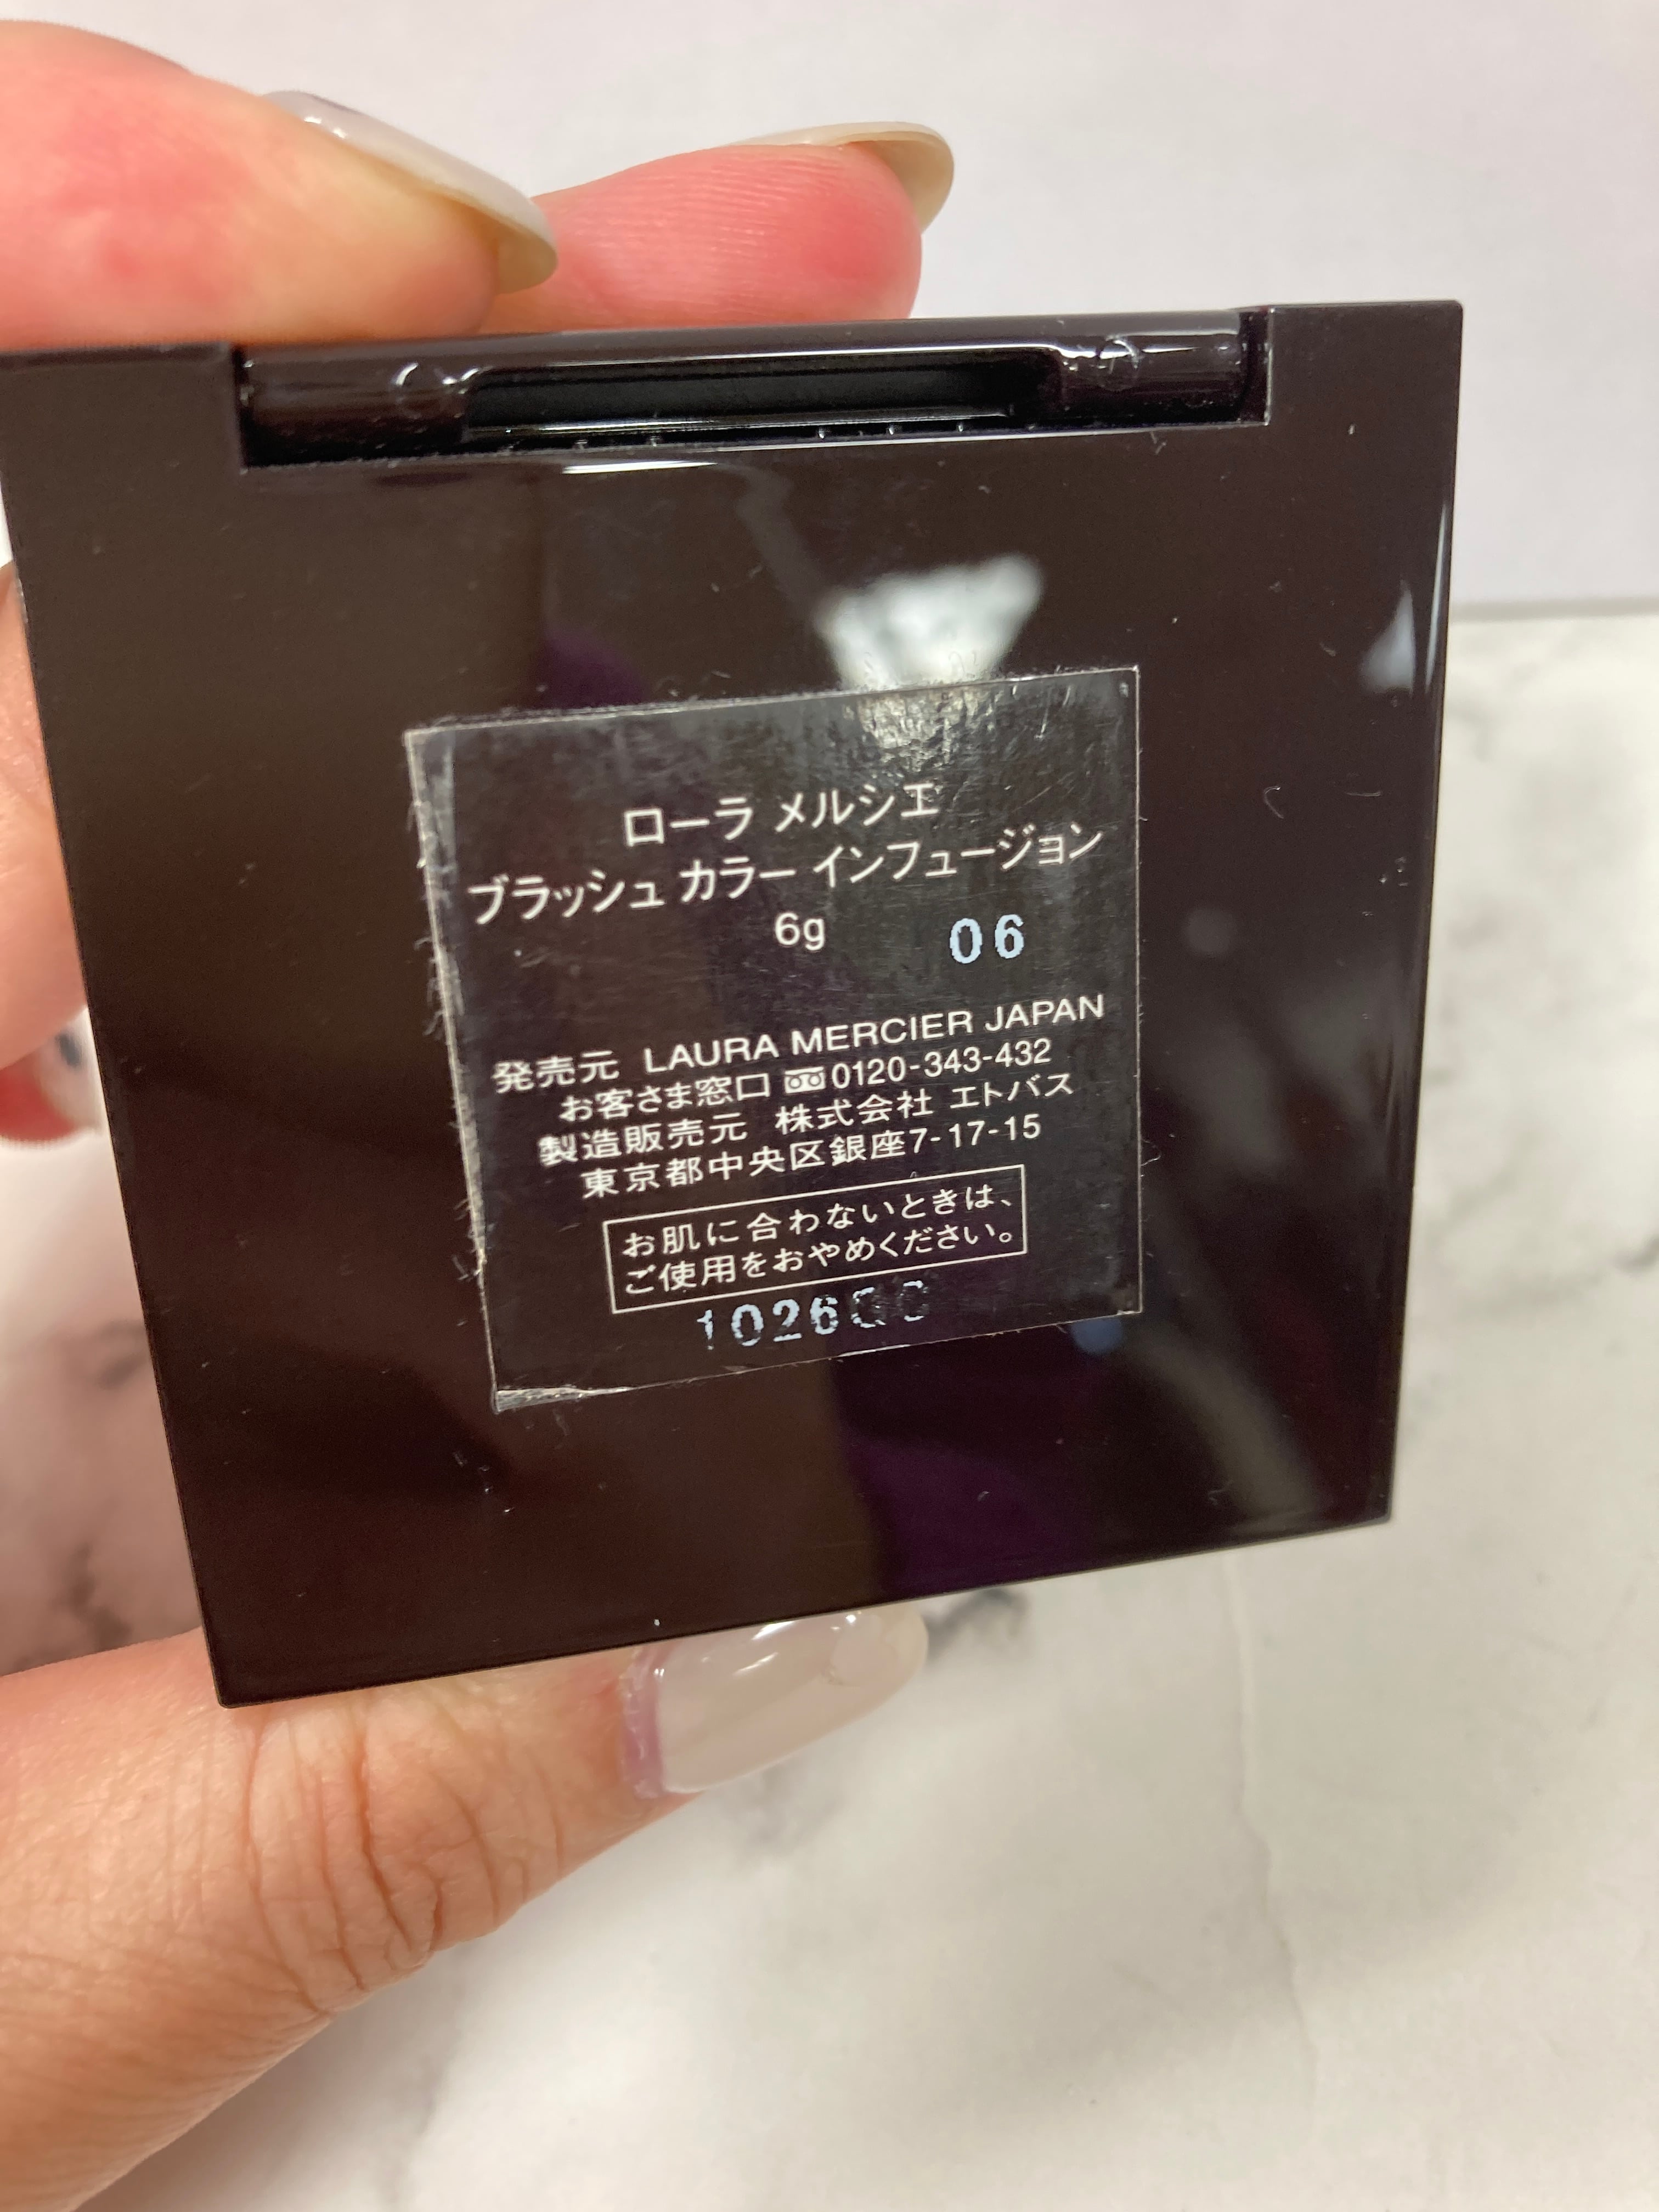 ローラ メルシエ
ブラッシュ カラー インフュージョン
6g 06
発売元 LAURA MERCIER JAPAN
お客さま窓口 0120-343-432
製造販売元 株式会社 エトバス
東京都中央区銀座7-17-15
お肌に合わないときは、
ご使用をおやめください。